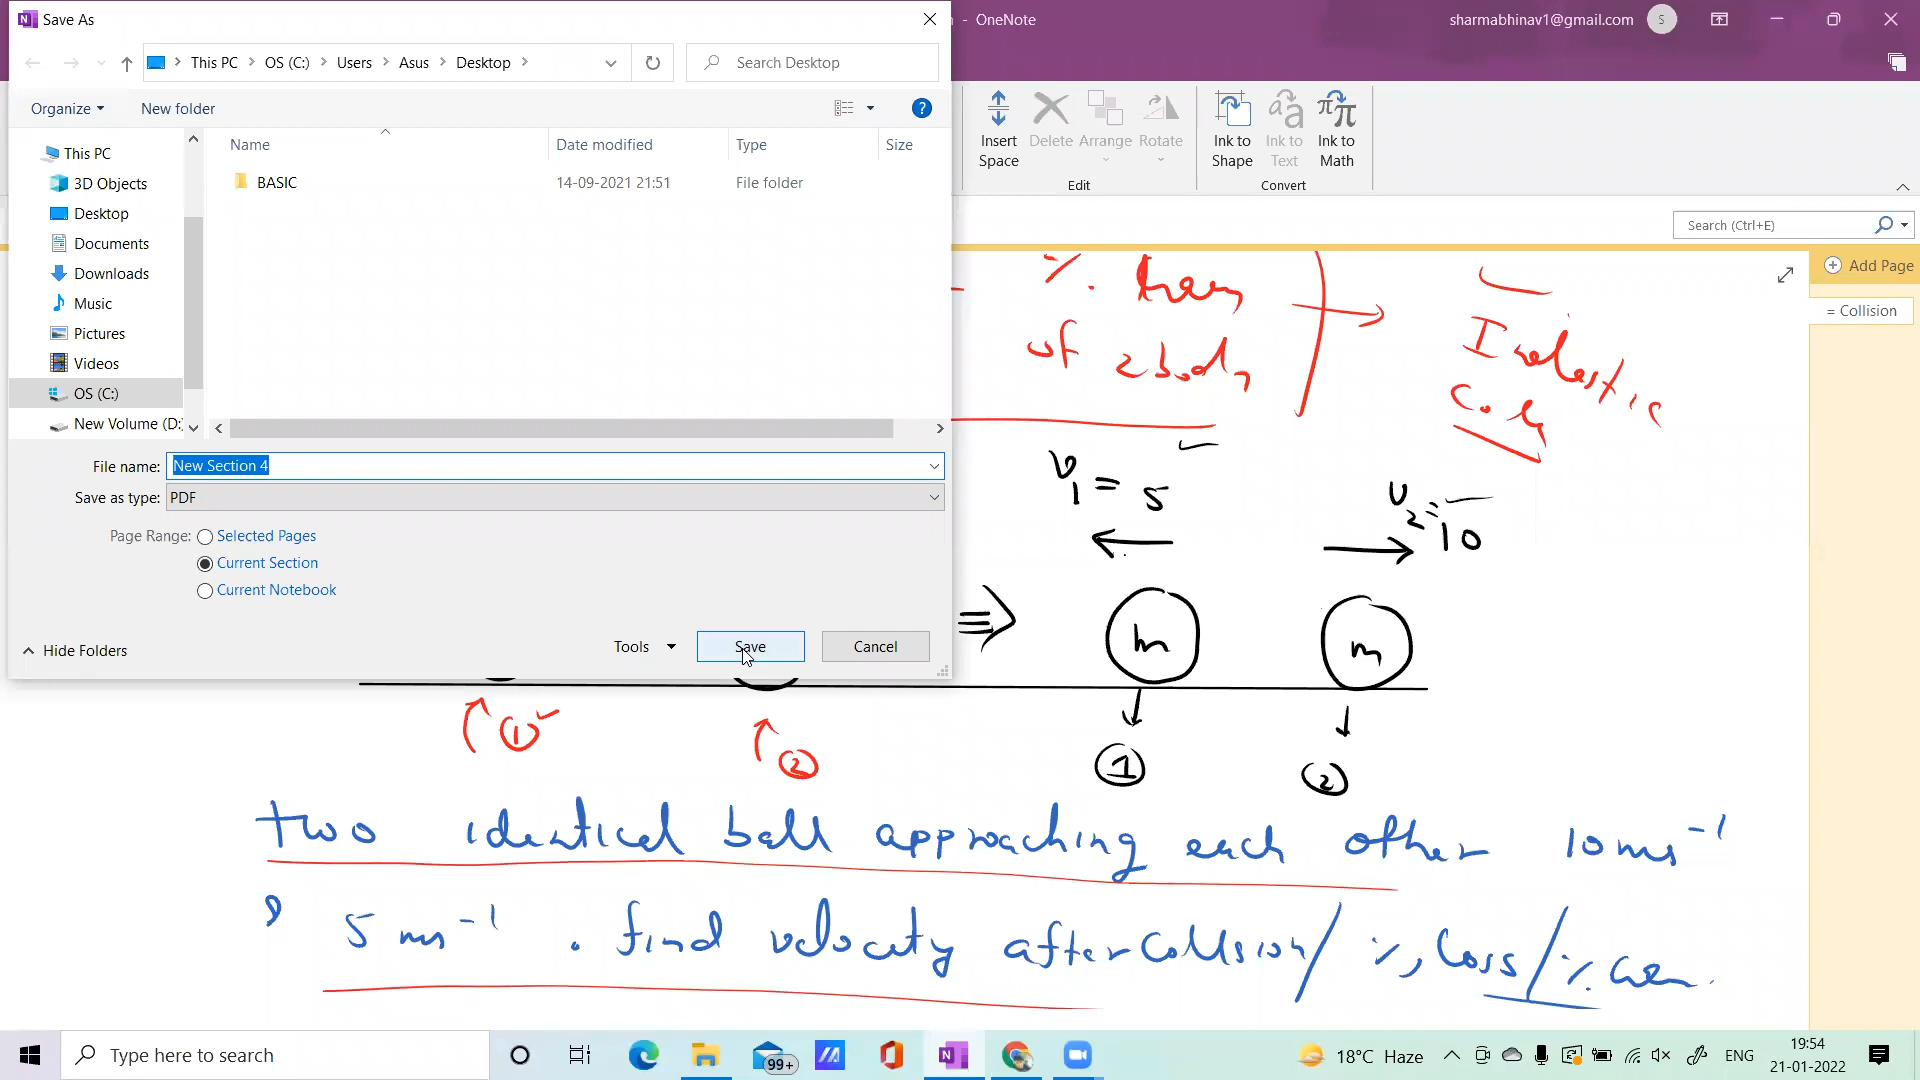 Save As
- OneNote
sharmabhinav1@gmail.com
S
This PC
OS (C:)
Users
Asus
Desktop
Search Desktop
Organize
New folder
?
Name
Date modified
Type
Size
This PC
3D Objects
Desktop
Documents
Downloads
Music
Pictures
Videos
OS (C:)
New Volume (D:
BASIC
14-09-2021 21:51
File folder
File name: New Section 4
Save as type: PDF
Page Range:
Selected Pages
Current Section
Current Notebook
Hide Folders
Tools
Save
Cancel
Insert Space
Delete
Arrange
Rotate
Edit
Ink to Shape
Ink to Text
Ink to Math
Convert
Search (Ctrl+E)
Add Page
= Collision
of 2 body
Inelastic
V1 = 5
V2 = 10
m
m
1
2
1
2
two identical ball approaching each other 10 ms-1
5 ms-1 . find velocity after collision / % Loss / %
Type here to search
99+
18°C Haze
ENG
19:54
21-01-2022